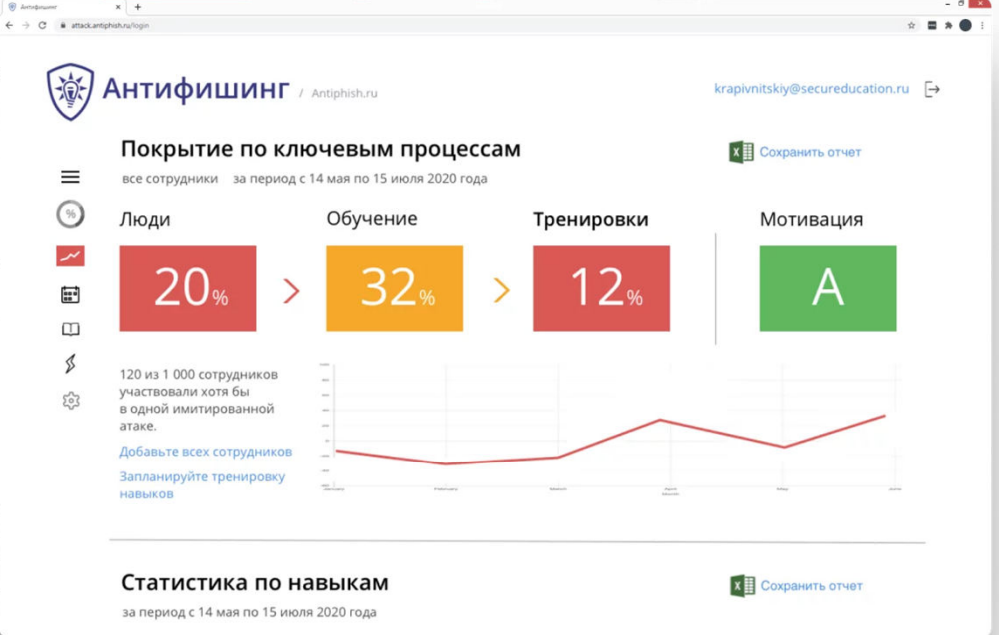 Антифишинг
attack.antiphish.ru/login
Антифишинг / Antiphish.ru
krapivnitskiy@secureducation.ru
Покрытие по ключевым процессам
Сохранить отчет
все сотрудники за период с 14 мая по 15 июля 2020 года
%
Люди
Обучение
Тренировки
Мотивация
20%
32%
12%
A
120 из 1 000 сотрудников
участвовали хотя бы
в одной имитированной
атаке.
Добавьте всех сотрудников
Запланируйте тренировку
навыков
Статистика по навыкам
Сохранить отчет
за период с 14 мая по 15 июля 2020 года